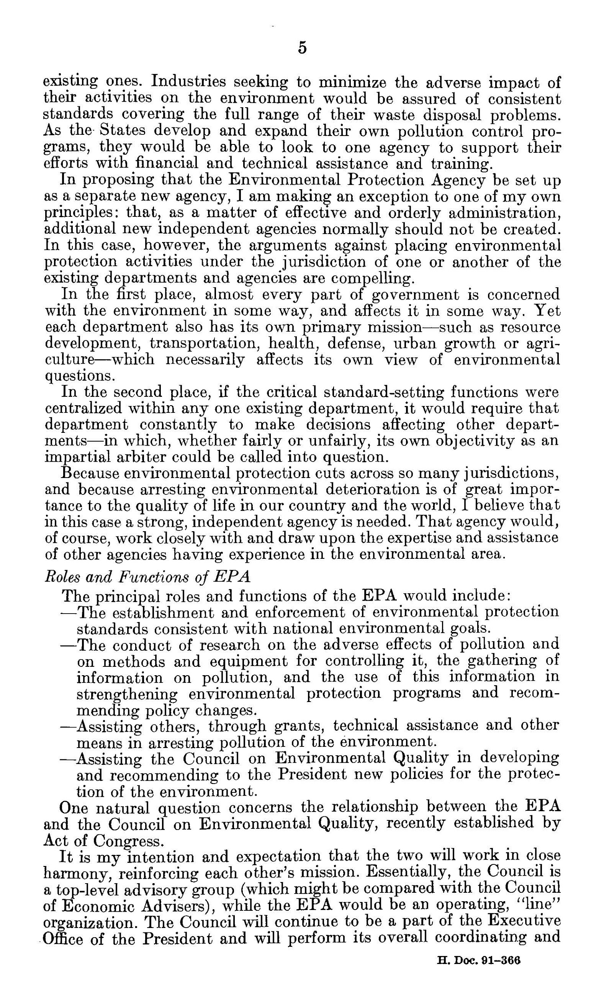 5
existing ones. Industries seeking to minimize the adverse impact of
their activities on the environment would be assured of consistent
standards covering the full range of their waste disposal problems.
As the States develop and expand their own pollution control pro-
grams, they would be able to look to one agency to support their
efforts with financial and technical assistance and training.
In proposing that the Environmental Protection Agency be set up
as a separate new agency, I am making an exception to one of my own
principles: that, as a matter of effective and orderly administration,
additional new independent agencies normally should not be created.
In this case, however, the arguments against placing environmental
protection activities under the jurisdiction of one or another of the
existing departments and agencies are compelling.
In the first place, almost every part of government is concerned
with the environment in some way, and affects it in some way. Yet
each department also has its own primary mission—such as resource
development, transportation, health, defense, urban growth or agri-
culture—which necessarily affects its own view of environmental
questions.
In the second place, if the critical standard-setting functions were
centralized within any one existing department, it would require that
department constantly to make decisions affecting other depart-
ments—in which, whether fairly or unfairly, its own objectivity as an
impartial arbiter could be called into question.
Because environmental protection cuts across so many jurisdictions,
and because arresting environmental deterioration is of great impor-
tance to the quality of life in our country and the world, I believe that
in this case a strong, independent agency is needed. That agency would,
of course, work closely with and draw upon the expertise and assistance
of other agencies having experience in the environmental area.
Roles and Functions of EPA
The principal roles and functions of the EPA would include:
—The establishment and enforcement of environmental protection
standards consistent with national environmental goals.
—The conduct of research on the adverse effects of pollution and
on methods and equipment for controlling it, the gathering of
information on pollution, and the use of this information in
strengthening environmental protection programs and recom-
mending policy changes.
—Assisting others, through grants, technical assistance and other
means in arresting pollution of the environment.
—Assisting the Council on Environmental Quality in developing
and recommending to the President new policies for the protec-
tion of the environment.
One natural question concerns the relationship between the EPA
and the Council on Environmental Quality, recently established by
Act of Congress.
It is my intention and expectation that the two will work in close
harmony, reinforcing each other's mission. Essentially, the Council is
a top-level advisory group (which might be compared with the Council
of Economic Advisers), while the EPA would be an operating, "line"
organization. The Council will continue to be a part of the Executive
Office of the President and will perform its overall coordinating and
H. Doc. 91–366